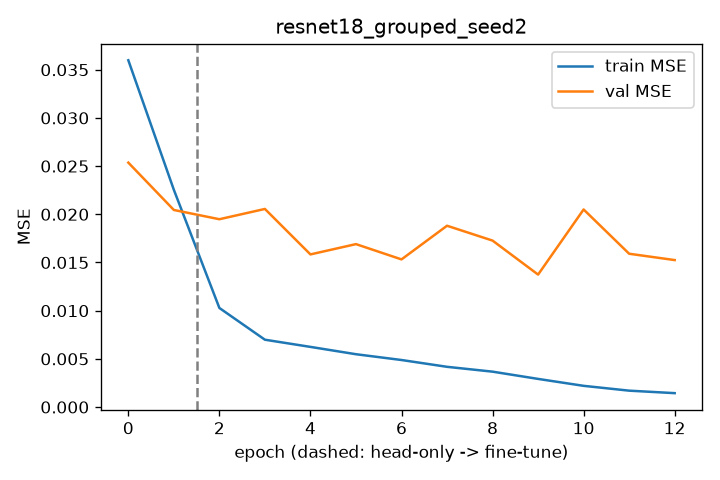 resnet18_grouped_seed2
train MSE
val MSE
MSE
0.035
0.030
0.025
0.020
0.015
0.010
0.005
0.000
0 2 4 6 8 10 12
epoch (dashed: head-only -> fine-tune)